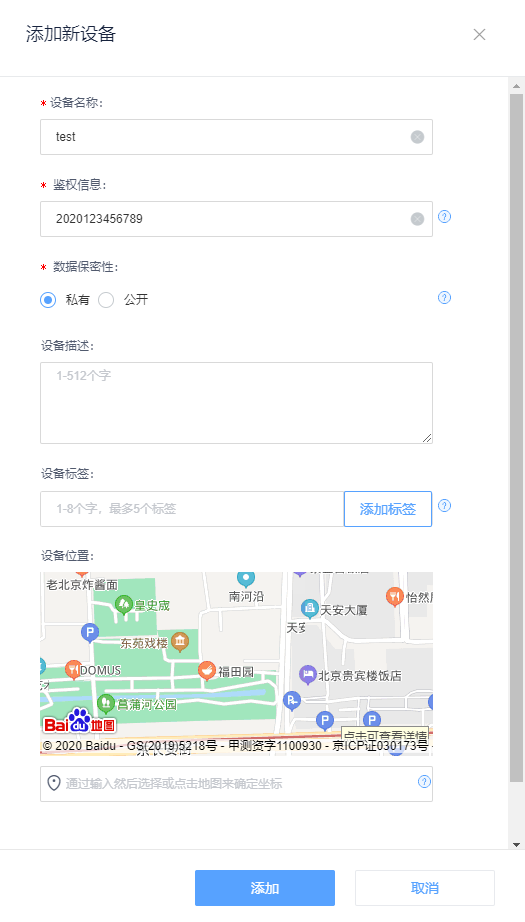 添加新设备
* 设备名称:
test
* 鉴权信息:
2020123456789
* 数据保密性:
私有 公开
设备描述:
1-512个字
设备标签:
1-8个字，最多5个标签 添加标签
设备位置:
老北京炸酱面
皇史宬
南河沿
怡然
天安大厦
天安
东苑戏楼
DOMUS
福田园
北京贵宾楼饭店
菖蒲河公园
Bai du 地图
点击可查看详情
© 2020 Baidu - GS(2019)5218号 - 甲测资字1100930 - 京ICP证030173号
通过输入然后选择或点击地图来确定坐标
添加 取消